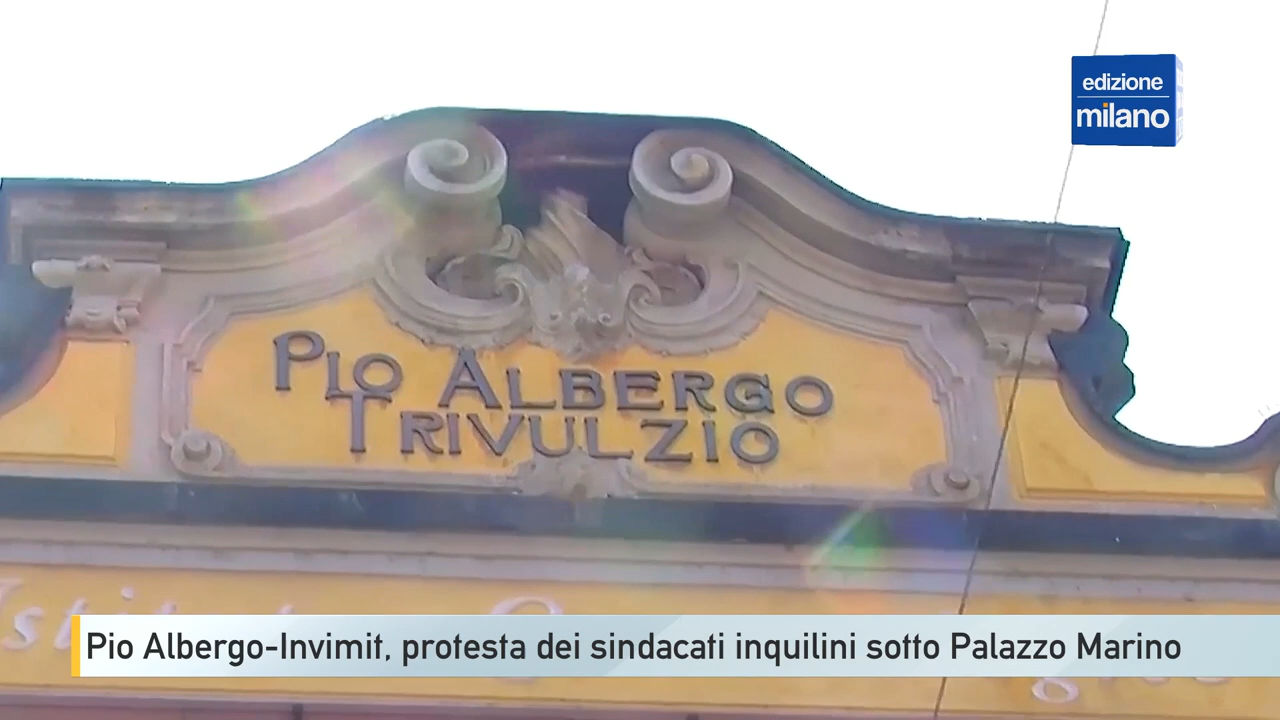 edizione
milano
PIO ALBERGO
TRIVULZIO
Pio Albergo-Invimit, protesta dei sindacati inquilini sotto Palazzo Marino